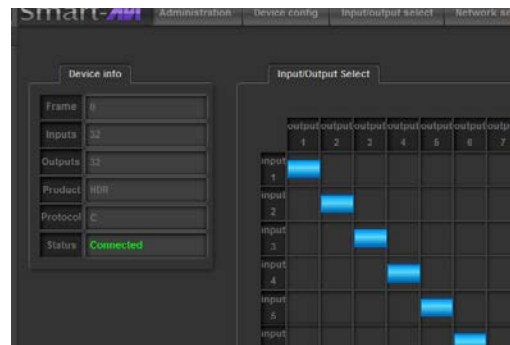 Smart-AVI Administration Device config Input/output select Network se
Device info
Frame 0
Inputs 32
Outputs 32
Product HDR
Protocol C
Status Connected
Input/Output Select
output output output output output output outp
1 2 3 4 5 6 7
input
1
input
2
input
3
input
4
input
5
input